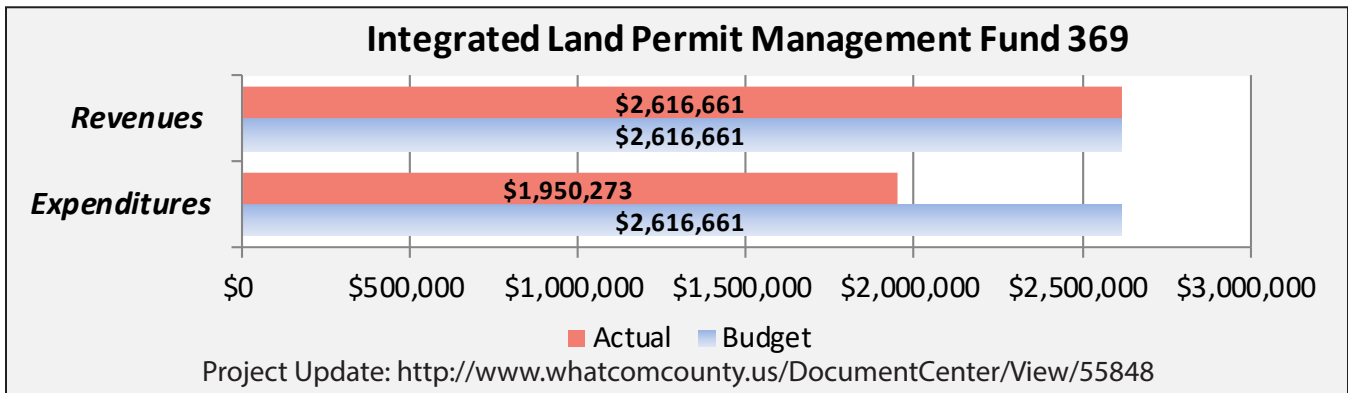 Integrated Land Permit Management Fund 369
Revenues
$2,616,661
$2,616,661
Expenditures
$1,950,273
$2,616,661
$0 $500,000 $1,000,000 $1,500,000 $2,000,000 $2,500,000 $3,000,000
Actual Budget
Project Update: http://www.whatcomcounty.us/DocumentCenter/View/55848